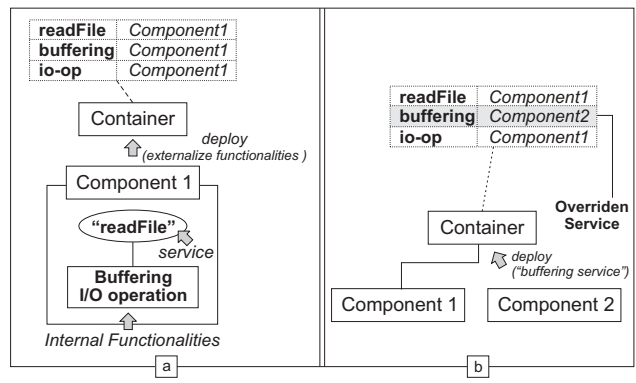 readFile Component1
buffering Component1
io-op Component1
Container
deploy
(externalize functionalities )
Component 1
“readFile”
service
Buffering
I/O operation
Internal Functionalities
a
readFile Component1
buffering Component2
io-op Component1
Overriden
Service
Container
deploy
(“buffering service”)
Component 1 Component 2
b